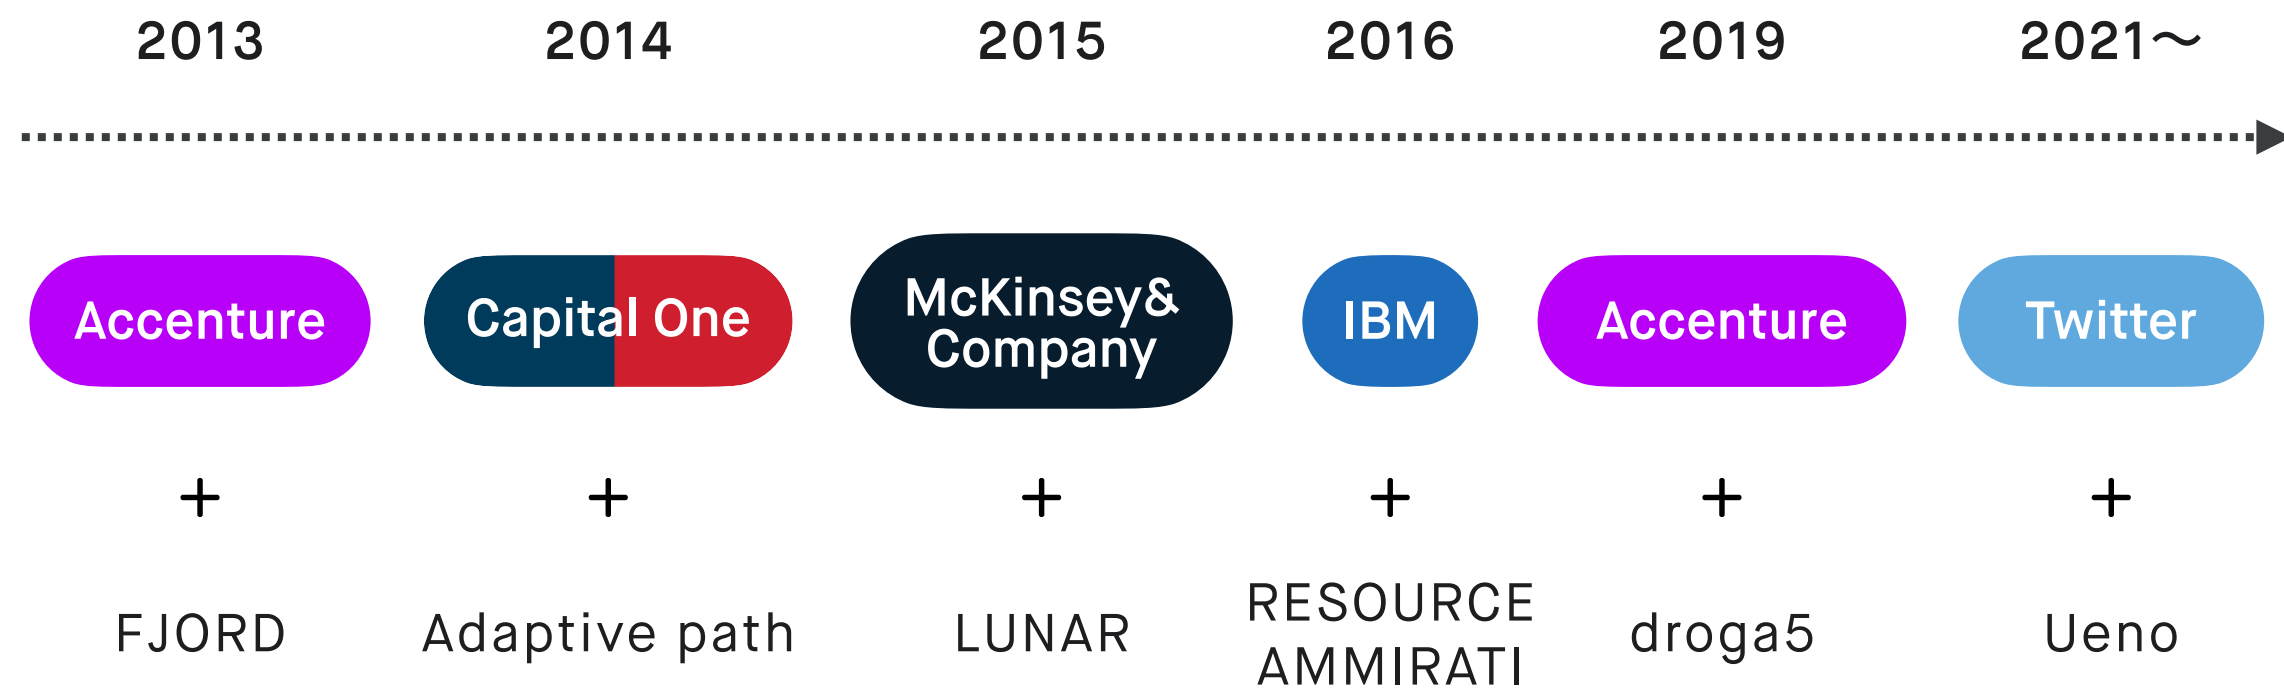 2013
2014
2015
2016
2019
2021～
Accenture
Capital One
McKinsey&
Company
IBM
Accenture
Twitter
+
+
+
+
+
+
FJORD
Adaptive path
LUNAR
RESOURCE
AMMIRATI
droga5
Ueno